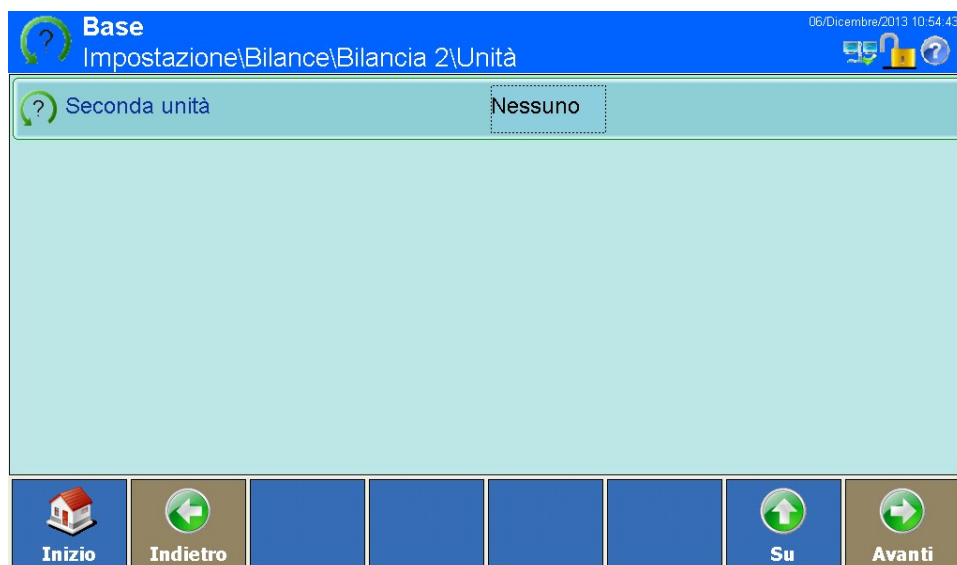 Base
06/Dicembre/2013 10:54:43
Impostazione\Bilance\Bilancia 2\Unità
Seconda unità Nessuno
Inizio Indietro Su Avanti